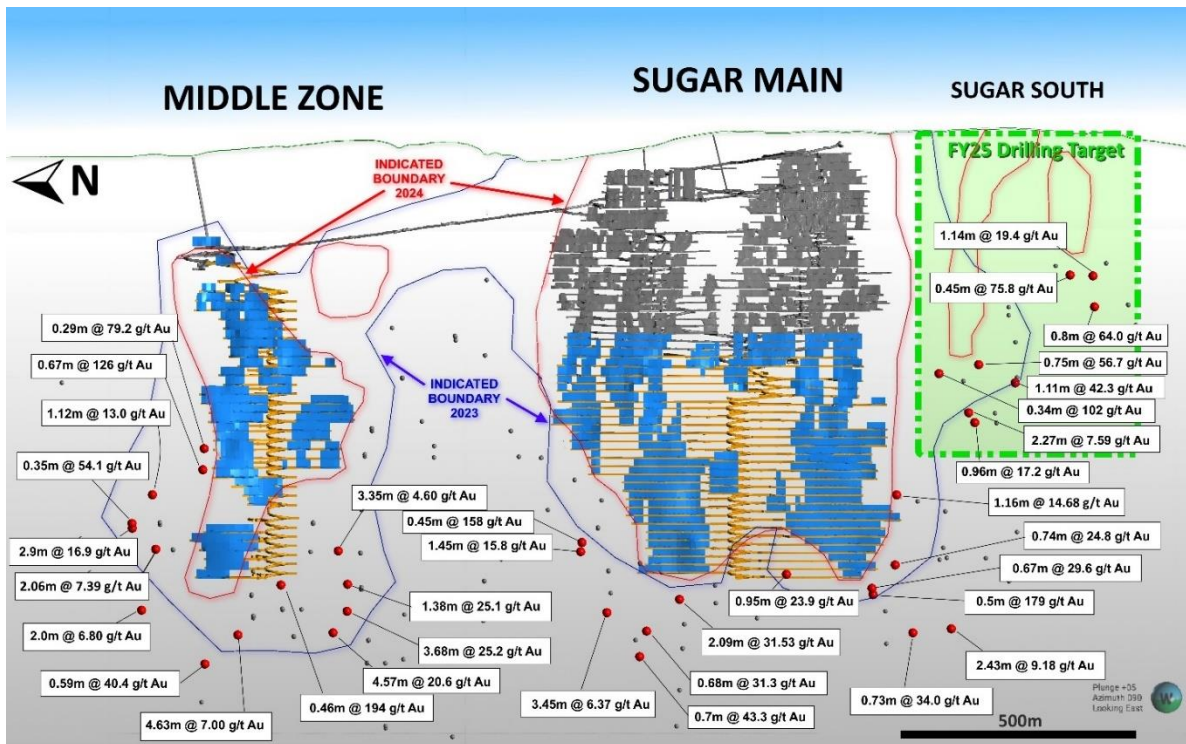 MIDDLE ZONE
SUGAR MAIN
SUGAR SOUTH
FY25 Drilling Target
N
INDICATED
BOUNDARY
2024
INDICATED
BOUNDARY
2023
0.29m @ 79.2 g/t Au
0.67m @ 126 g/t Au
1.12m @ 13.0 g/t Au
0.35m @ 54.1 g/t Au
2.9m @ 16.9 g/t Au
2.06m @ 7.39 g/t Au
2.0m @ 6.80 g/t Au
0.59m @ 40.4 g/t Au
4.63m @ 7.00 g/t Au
0.46m @ 194 g/t Au
4.57m @ 20.6 g/t Au
3.68m @ 25.2 g/t Au
1.38m @ 25.1 g/t Au
3.35m @ 4.60 g/t Au
0.45m @ 158 g/t Au
1.45m @ 15.8 g/t Au
3.45m @ 6.37 g/t Au
0.7m @ 43.3 g/t Au
0.68m @ 31.3 g/t Au
2.09m @ 31.53 g/t Au
0.95m @ 23.9 g/t Au
1.14m @ 19.4 g/t Au
0.45m @ 75.8 g/t Au
0.8m @ 64.0 g/t Au
0.75m @ 56.7 g/t Au
1.11m @ 42.3 g/t Au
0.34m @ 102 g/t Au
2.27m @ 7.59 g/t Au
0.96m @ 17.2 g/t Au
1.16m @ 14.68 g/t Au
0.74m @ 24.8 g/t Au
0.67m @ 29.6 g/t Au
0.5m @ 179 g/t Au
2.43m @ 9.18 g/t Au
0.73m @ 34.0 g/t Au
Plunge +05
Azimuth 090
Looking East
W
500m